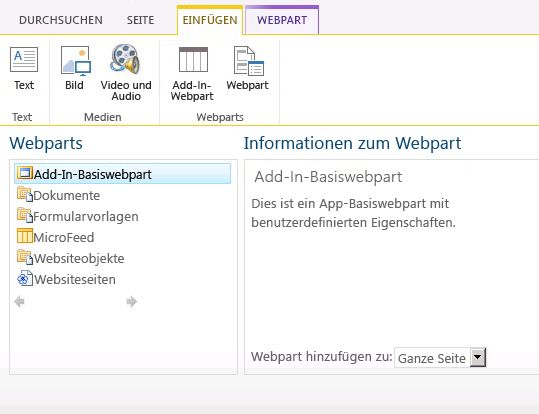 DURCHSUCHEN SEITE EINFÜGEN WEBPART
Text Bild Video und Audio Add-In-Webpart Webpart
Text Medien Webparts
Webparts
Add-In-Basiswebpart
Dokumente
Formularvorlagen
MicroFeed
Websiteobjekte
Websiteseiten
Informationen zum Webpart
Add-In-Basiswebpart
Dies ist ein App-Basiswebpart mit
benutzerdefinierten Eigenschaften.
Webpart hinzufügen zu: Ganze Seite